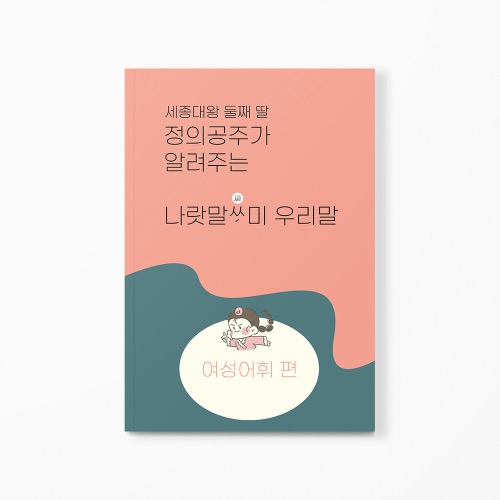 세종대왕 둘째 딸
정의공주가
알려주는
씨
나랏말ᄊᆞ미 우리말
여성어휘 편